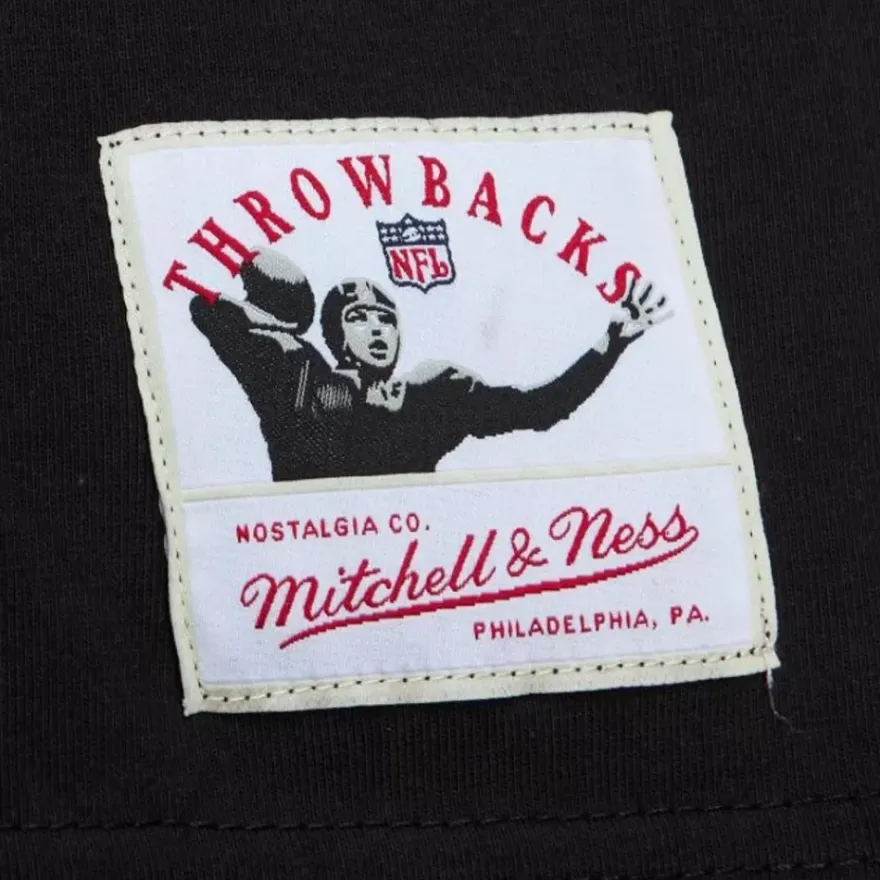 THROWBACKS
NFL
NOSTALGIA CO.
Mitchell & Ness
PHILADELPHIA, PA.